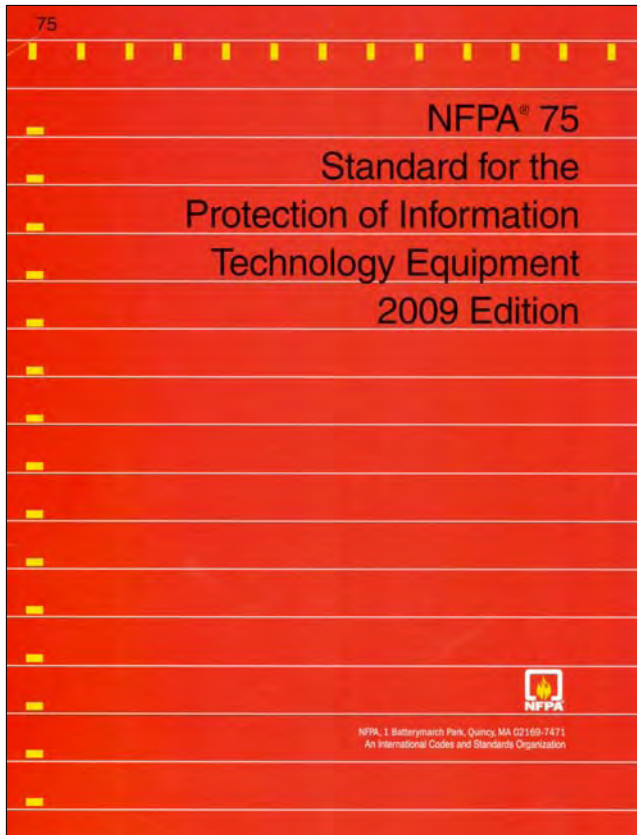 75
NFPA® 75
Standard for the
Protection of Information
Technology Equipment
2009 Edition
NFPA®
NFPA, 1 Batterymarch Park, Quincy, MA 02169-7471
An International Codes and Standards Organization